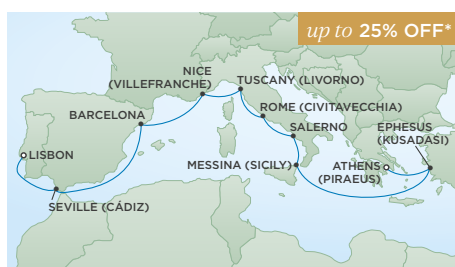 up to 25% OFF*
NICE
(VILLEFRANCHE)
TUSCANY (LIVORNO)
ROME (CIVITAVECCHIA)
BARCELONA
SALERNO
EPHESUS
(KUSADASI)
LISBON
MESSINA (SICILY)
ATHENS
(PIRAEUS)
SEVILLE (CÁDIZ)